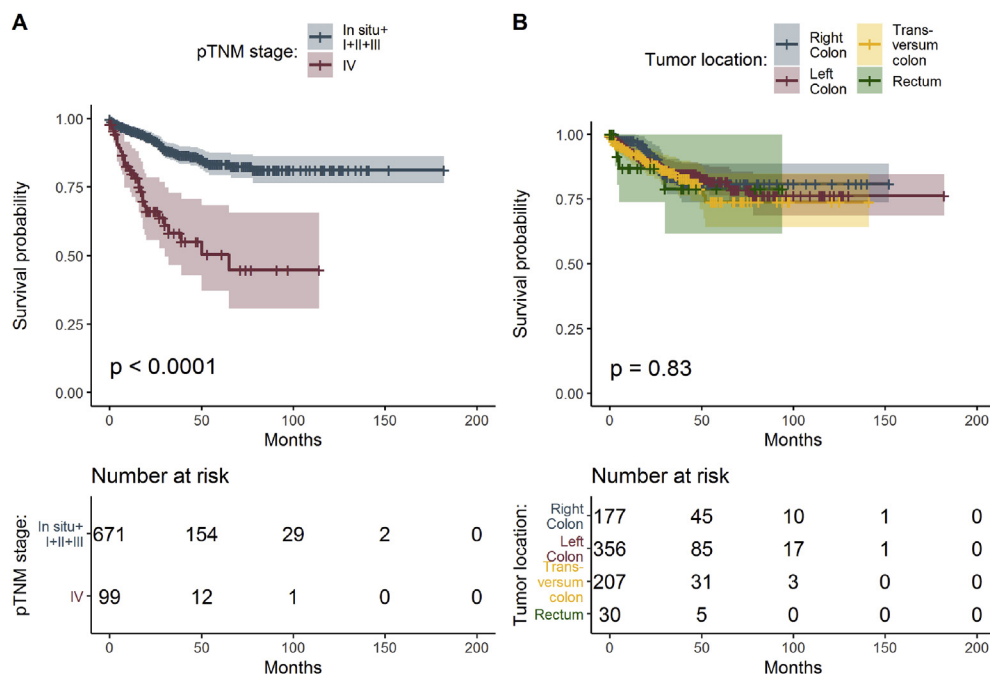 A
pTNM stage:
In situ+
I+II+III
IV
Survival probability
1.00
0.75
0.50
0.25
0.00
p < 0.0001
0 50 100 150 200
Months
Number at risk
pTNM stage:
In situ+
I+II+III
671 154 29 2 0
IV 99 12 1 0 0
0 50 100 150 200
Months
B
Tumor location:
Right
Colon
Left
Colon
Trans-
versum
colon
Rectum
Survival probability
1.00
0.75
0.50
0.25
0.00
p = 0.83
0 50 100 150 200
Months
Number at risk
Tumor location:
Right
Colon
177 45 10 1 0
Left
Colon
356 85 17 1 0
Trans-
versum
colon
207 31 3 0 0
Rectum 30 5 0 0 0
0 50 100 150 200
Months